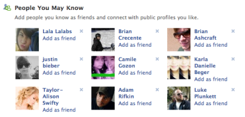 People You May Know
Add people you know as friends and connect with public profiles you like.
Lala Lalabs
Add as friend
Brian
Crecente
Add as friend
Brian
Ashcraft
Add as friend
Justin
bieber
Add as friend
Camile
Gozon
Add as friend
Karla
Danielle
Beger
Add as friend
Taylor-
Alison
Swifty
Add as friend
Adam
Rifkin
Add as friend
Luke
Plunkett
Add as friend